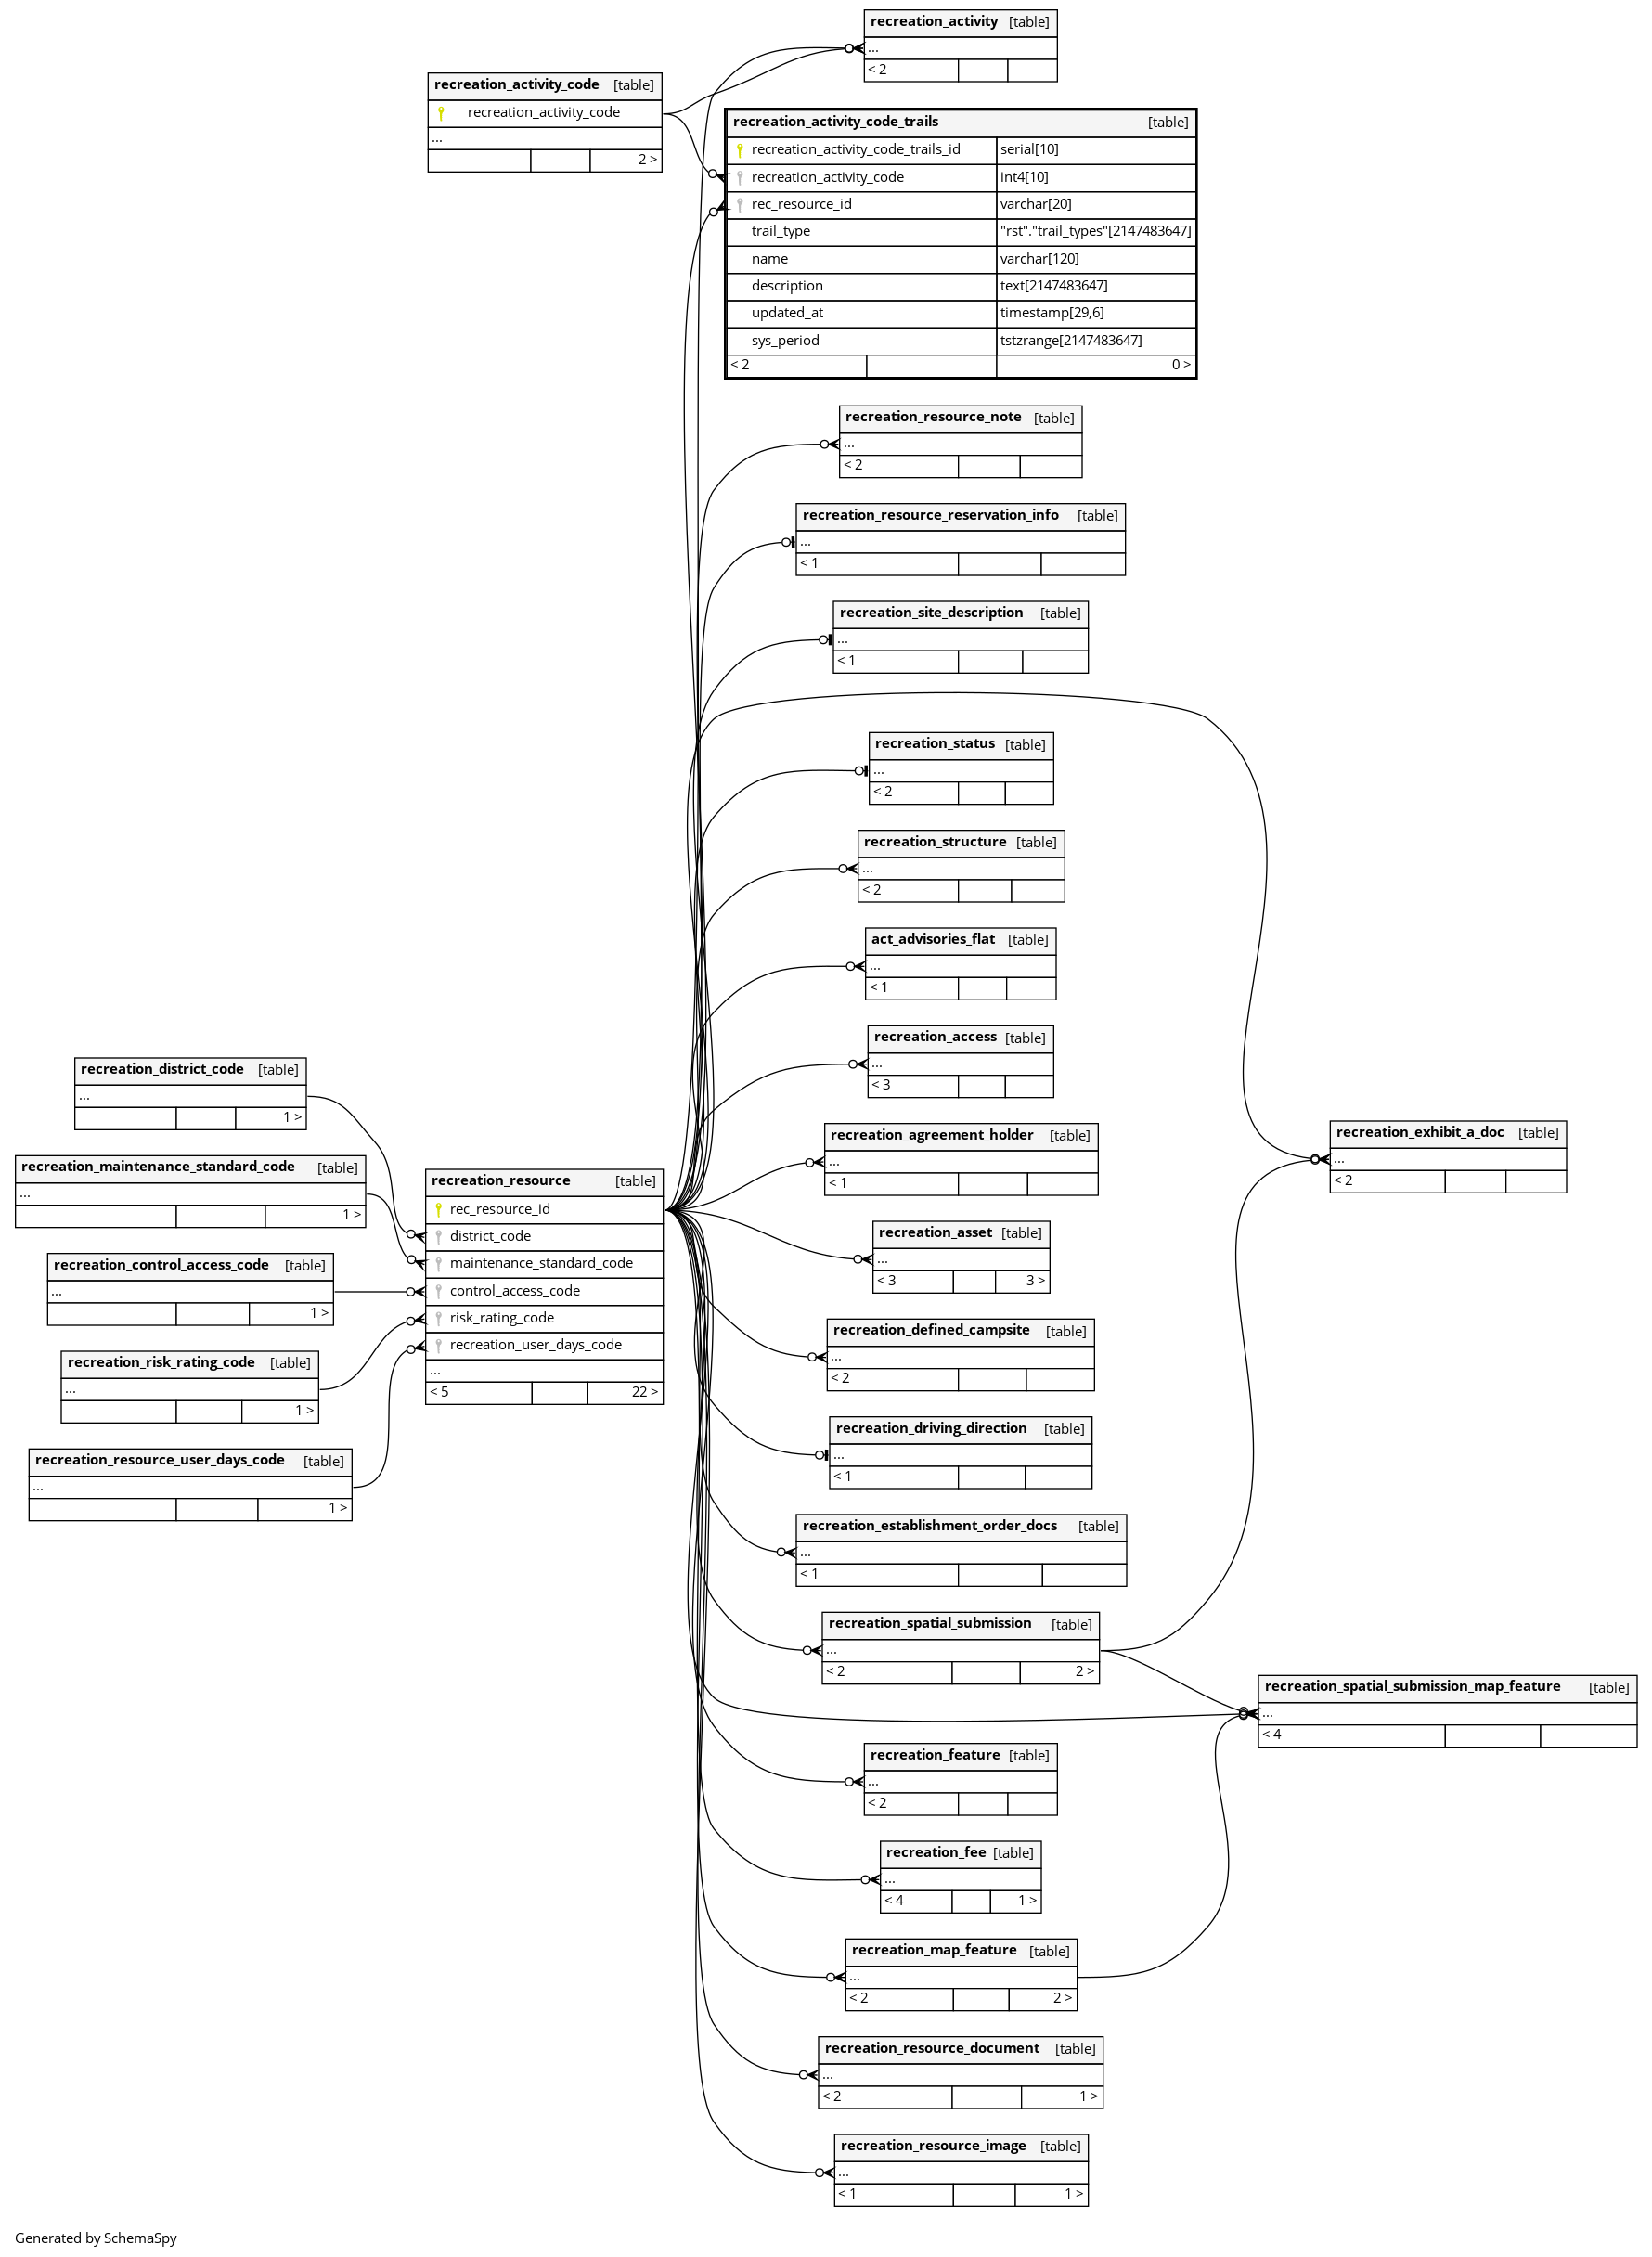 recreation_activity [table]
...
< 2
recreation_activity_code [table]
recreation_activity_code
...
2 >
recreation_activity_code_trails [table]
recreation_activity_code_trails_id serial[10]
recreation_activity_code int4[10]
rec_resource_id varchar[20]
trail_type "rst"."trail_types"[2147483647]
name varchar[120]
description text[2147483647]
updated_at timestamp[29,6]
sys_period tstzrange[2147483647]
< 2 0 >
recreation_resource_note [table]
...
< 2
recreation_resource_reservation_info [table]
...
< 1
recreation_site_description [table]
...
< 1
recreation_status [table]
...
< 2
recreation_structure [table]
...
< 2
act_advisories_flat [table]
...
< 1
recreation_access [table]
...
< 3
recreation_district_code [table]
...
1 >
recreation_maintenance_standard_code [table]
...
1 >
recreation_control_access_code [table]
...
1 >
recreation_risk_rating_code [table]
...
1 >
recreation_resource_user_days_code [table]
...
1 >
recreation_resource [table]
rec_resource_id
district_code
maintenance_standard_code
control_access_code
risk_rating_code
recreation_user_days_code
...
< 5 22 >
recreation_agreement_holder [table]
...
< 1
recreation_exhibit_a_doc [table]
...
< 2
recreation_asset [table]
...
< 3 3 >
recreation_defined_campsite [table]
...
< 2
recreation_driving_direction [table]
...
< 1
recreation_establishment_order_docs [table]
...
< 1
recreation_spatial_submission [table]
...
< 2 2 >
recreation_spatial_submission_map_feature [table]
...
< 4
recreation_feature [table]
...
< 2
recreation_fee [table]
...
< 4 1 >
recreation_map_feature [table]
...
< 2 2 >
recreation_resource_document [table]
...
< 2 1 >
recreation_resource_image [table]
...
< 1 1 >
Generated by SchemaSpy